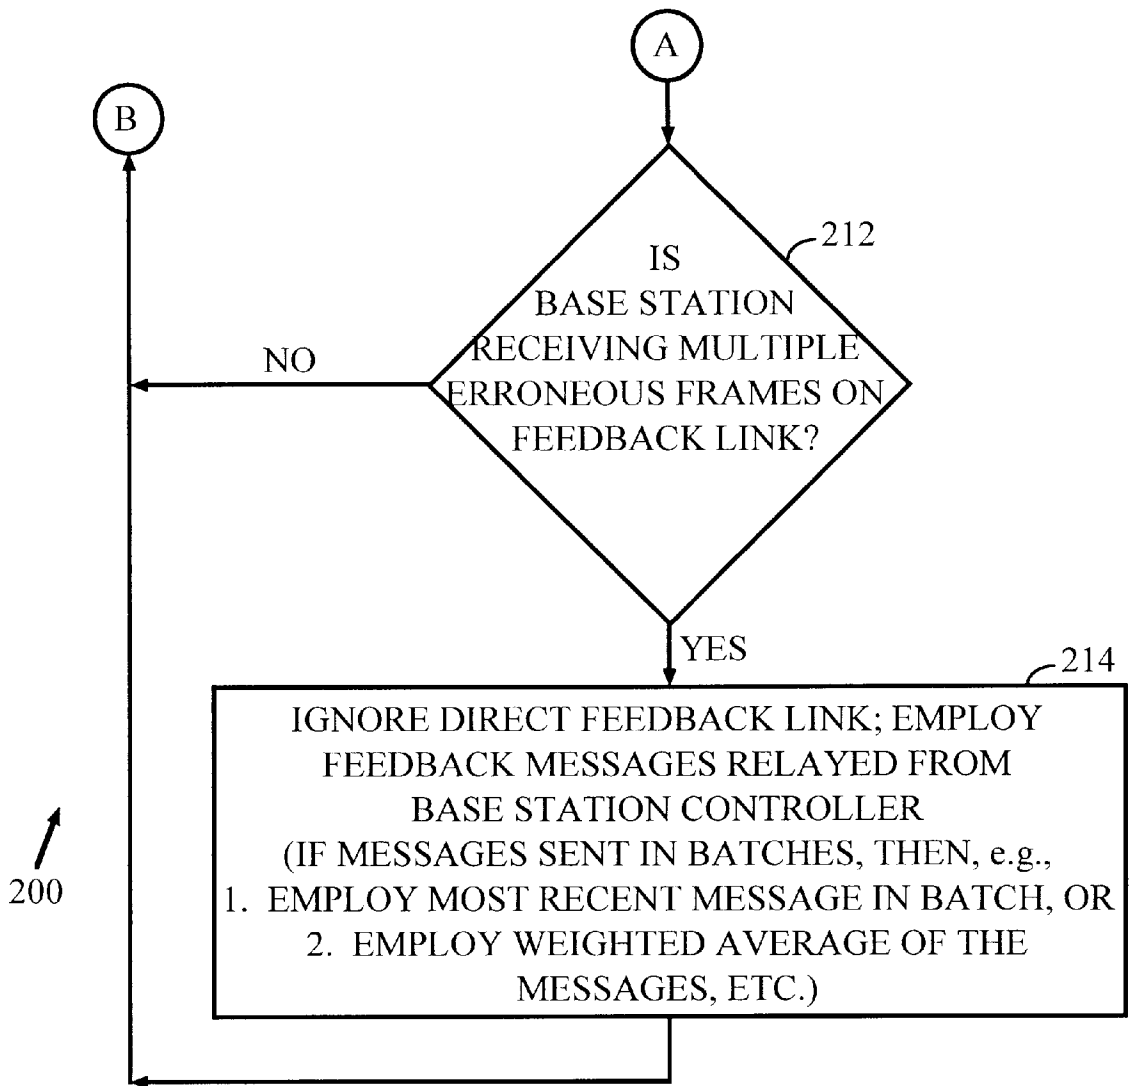 A
B
212
IS
BASE STATION
RECEIVING MULTIPLE
ERRONEOUS FRAMES ON
FEEDBACK LINK?
NO
YES
214
IGNORE DIRECT FEEDBACK LINK; EMPLOY
FEEDBACK MESSAGES RELAYED FROM
BASE STATION CONTROLLER
(IF MESSAGES SENT IN BATCHES, THEN, e.g.,
1. EMPLOY MOST RECENT MESSAGE IN BATCH, OR
2. EMPLOY WEIGHTED AVERAGE OF THE
MESSAGES, ETC.)
200